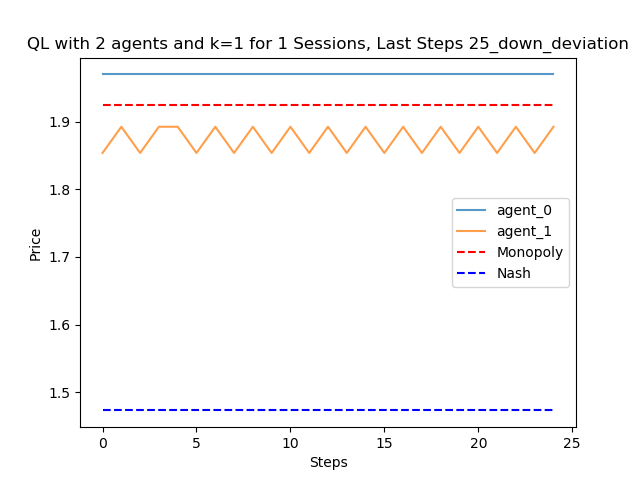 QL with 2 agents and k=1 for 1 Sessions, Last Steps 25_down_deviation
1.9
1.8
1.7
1.6
1.5
Price
agent_0
agent_1
Monopoly
Nash
0 5 10 15 20 25
Steps